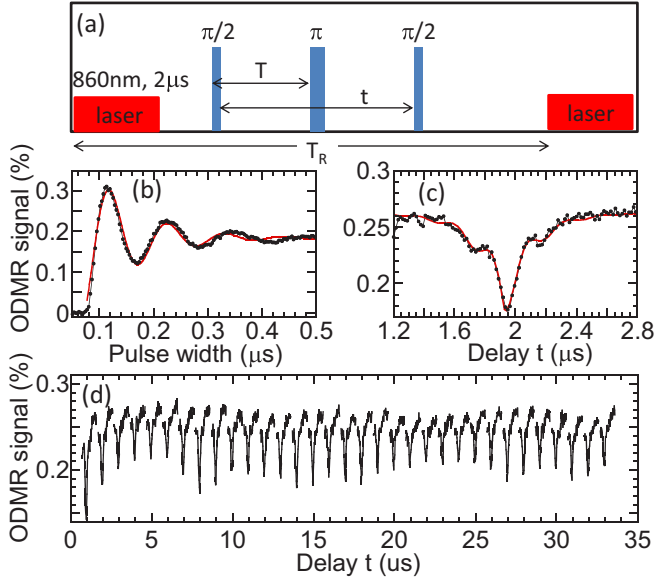 (a)
π/2 π π/2
T
860nm, 2μs
t
laser laser
T_R
(b) (c)
ODMR signal (%)
0.3
0.2
0.1
0
0.1 0.2 0.3 0.4 0.5
Pulse width (μs)
0.3
0.25
0.2
1.2 1.6 2 2.4 2.8
Delay t (μs)
(d)
ODMR signal (%)
0.3
0.2
0 5 10 15 20 25 30 35
Delay t (us)